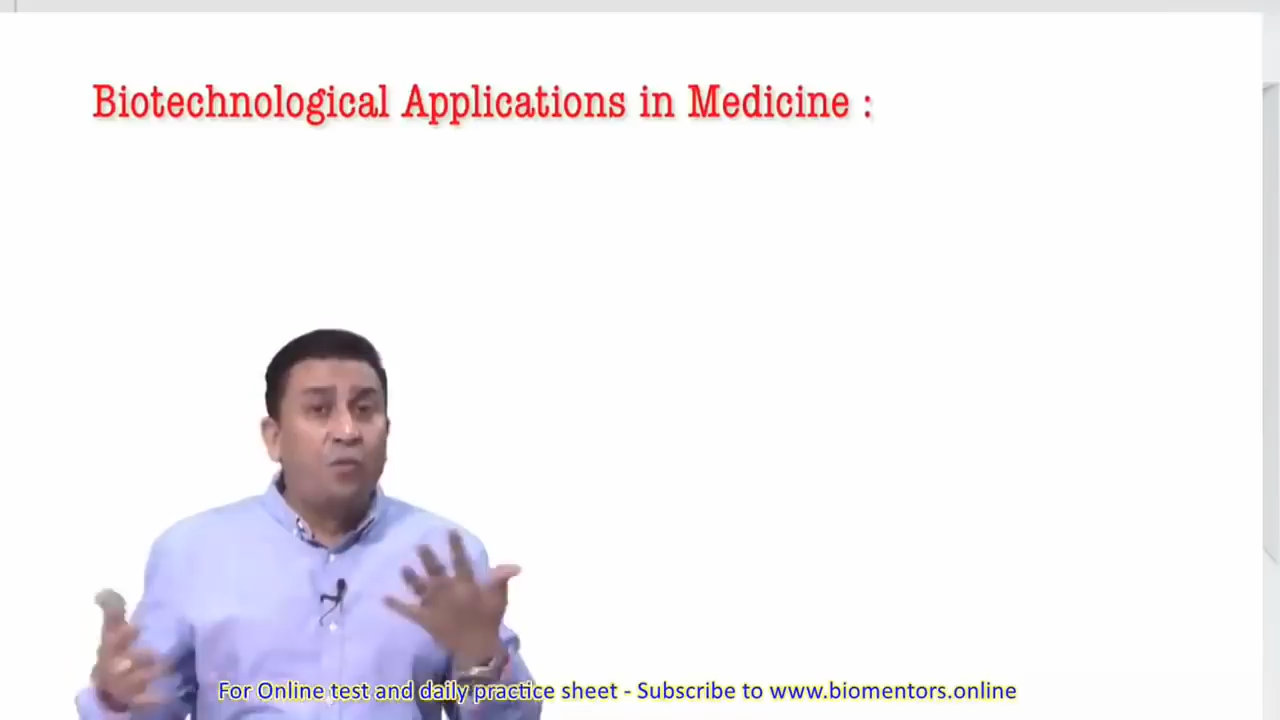 Biotechnological Applications in Medicine :
For Online test and daily practice sheet - Subscribe to www.biomentors.online